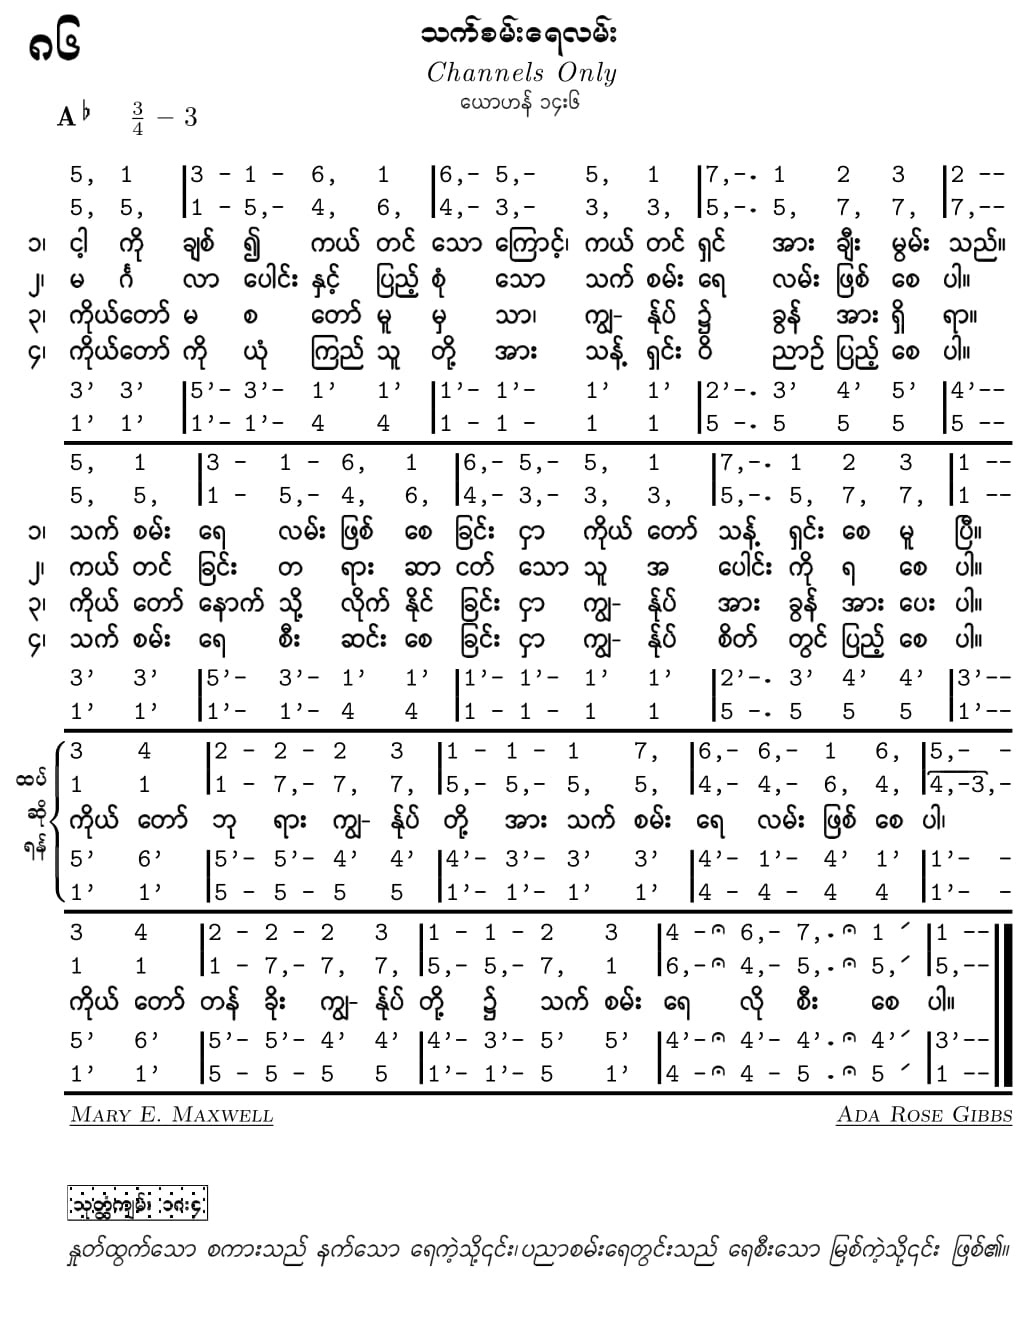 ၈၆
သက်စမ်းရေလမ်း
Channels Only
ယောဟန် ၁၄း၆
A♭ 3/4 – 3
5, 1 |3 - 1 - 6, 1 |6,- 5,- 5, 1 |7,-. 1 2 3 |2 --
5, 5, |1 - 5,- 4, 6, |4,- 3,- 3, 3, |5,-. 5, 7, 7, |7,--
၁၊ ငါ့ ကို ချစ် ၍ ကယ် တင် သော ကြောင့်၊ ကယ် တင် ရှင် အား ချီး မွမ်း သည်။
၂၊ မ င်္ဂ လာ ပေါင်း နှင့် ပြည့် စုံ သော သက် စမ်း ရေ လမ်း ဖြစ် စေ ပါ။
၃၊ ကိုယ်တော် မ စ တော် မူ မှ သာ၊ ကျွ- န်ုပ် ၌ ခွန် အား ရှိ ရာ။
၄၊ ကိုယ်တော် ကို ယုံ ကြည် သူ တို့ အား သန့် ရှင်း ဝိ ညာဉ် ပြည့် စေ ပါ။
3’ 3’ |5’- 3’- 1’ 1’ |1’- 1’- 1’ 1’ |2’-. 3’ 4’ 5’ |4’--
1’ 1’ |1’- 1’- 4 4 |1 - 1 - 1 1 |5 -. 5 5 5 |5 --
5, 1 |3 - 1 - 6, 1 |6,- 5,- 5, 1 |7,-. 1 2 3 |1 --
5, 5, |1 - 5,- 4, 6, |4,- 3,- 3, 3, |5,-. 5, 7, 7, |1 --
၁၊ သက် စမ်း ရေ လမ်း ဖြစ် စေ ခြင်း ငှာ ကိုယ် တော် သန့် ရှင်း စေ မူ ပြီ။
၂၊ ကယ် တင် ခြင်း တ ရား ဆာ ငတ် သော သူ အ ပေါင်း ကို ရ စေ ပါ။
၃၊ ကိုယ် တော် နောက် သို့ လိုက် နိုင် ခြင်း ငှာ ကျွ- န်ုပ် အား ခွန် အား ပေး ပါ။
၄၊ သက် စမ်း ရေ စီး ဆင်း စေ ခြင်း ငှာ ကျွ- န်ုပ် စိတ် တွင် ပြည့် စေ ပါ။
3’ 3’ |5’- 3’- 1’ 1’ |1’- 1’- 1’ 1’ |2’-. 3’ 4’ 4’ |3’--
1’ 1’ |1’- 1’- 4 4 |1 - 1 - 1 1 |5 -. 5 5 5 |1’--
ထပ် ဆို ရန်
3 4 |2 - 2 - 2 3 |1 - 1 - 1 7, |6,- 6,- 1 6, |5,- -
1 1 |1 - 7,- 7, 7, |5,- 5,- 5, 5, |4,- 4,- 6, 4, |4,-3,-
ကိုယ် တော် ဘု ရား ကျွ- န်ုပ် တို့ အား သက် စမ်း ရေ လမ်း ဖြစ် စေ ပါ၊
5’ 6’ |5’- 5’- 4’ 4’ |4’- 3’- 3’ 3’ |4’- 1’- 4’ 1’ |1’- -
1’ 1’ |5 - 5 - 5 5 |1’- 1’- 1’ 1’ |4 - 4 - 4 4 |1’- -
3 4 |2 - 2 - 2 3 |1 - 1 - 2 3 |4 -𝄐 6,- 7,.𝄐 1 ⸍ |1 --
1 1 |1 - 7,- 7, 7, |5,- 5,- 7, 1 |6,-𝄐 4,- 5,.𝄐 5,⸍ |5,--
ကိုယ် တော် တန် ခိုး ကျွ- န်ုပ် တို့ ၌ သက် စမ်း ရေ လို စီး စေ ပါ။
5’ 6’ |5’- 5’- 4’ 4’ |4’- 3’- 5’ 5’ |4’-𝄐 4’- 4’.𝄐 4’⸍ |3’--
1’ 1’ |5 - 5 - 5 5 |1’- 1’- 5 1’ |4 -𝄐 4 - 5 .𝄐 5 ⸍ |1 --
Mary E. Maxwell Ada Rose Gibbs
သုတ္တံကျမ်း ၁၈း၄
နှုတ်ထွက်သော စကားသည် နက်သော ရေကဲ့သို့၎င်း၊ပညာစမ်းရေတွင်းသည် ရေစီးသော မြစ်ကဲ့သို့၎င်း ဖြစ်၏။